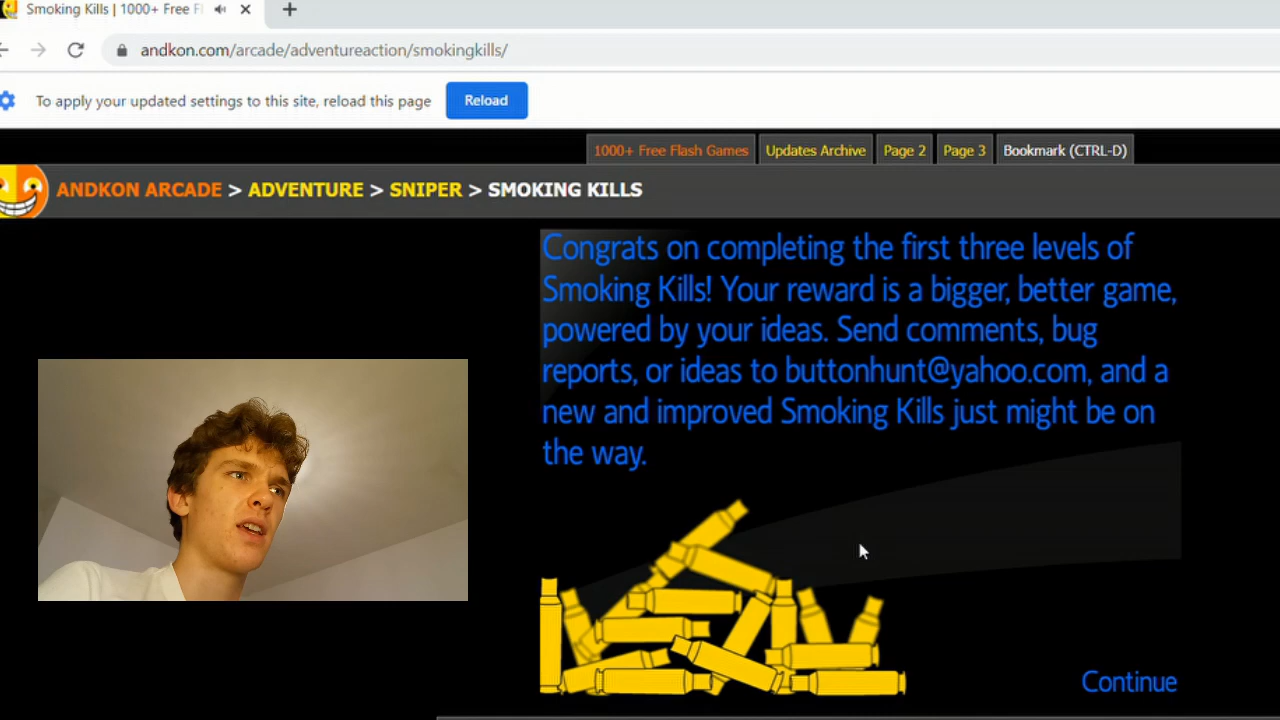 Smoking Kills | 1000+ Free F
andkon.com/arcade/adventureaction/smokingkills/
To apply your updated settings to this site, reload this page Reload
1000+ Free Flash Games Updates Archive Page 2 Page 3 Bookmark (CTRL-D)
ANDKON ARCADE > ADVENTURE > SNIPER > SMOKING KILLS
Congrats on completing the first three levels of
Smoking Kills! Your reward is a bigger, better game,
powered by your ideas. Send comments, bug
reports, or ideas to buttonhunt@yahoo.com, and a
new and improved Smoking Kills just might be on
the way.
Continue